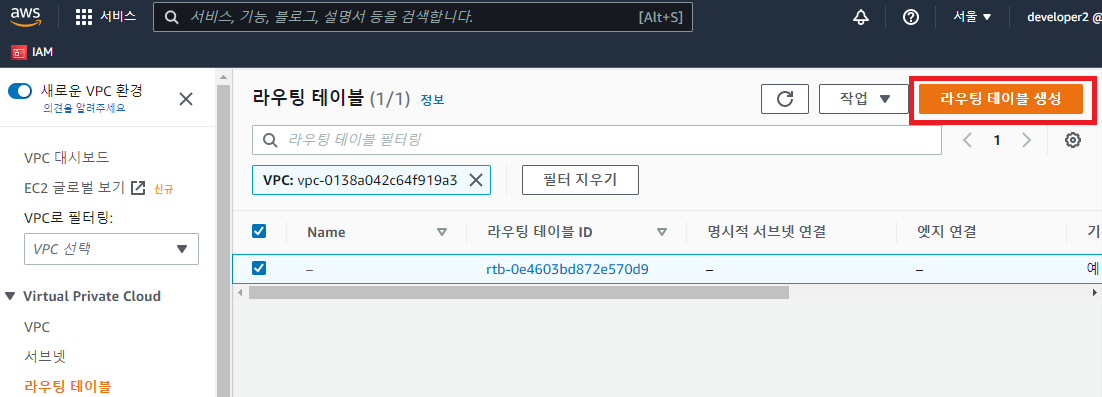 aws 서비스 서비스, 기능, 블로그, 설명서 등을 검색합니다. [Alt+S] 서울 ▼ developer2 @
IAM
새로운 VPC 환경
의견을 알려주세요
VPC 대시보드
EC2 글로벌 보기 신규
VPC로 필터링:
VPC 선택
Virtual Private Cloud
VPC
서브넷
라우팅 테이블
라우팅 테이블 (1/1) 정보
작업 ▼
라우팅 테이블 생성
라우팅 테이블 필터링
1
VPC: vpc-0138a042c64f919a3
필터 지우기
Name 라우팅 테이블 ID 명시적 서브넷 연결 엣지 연결 기
– rtb-0e4603bd872e570d9 – – 예